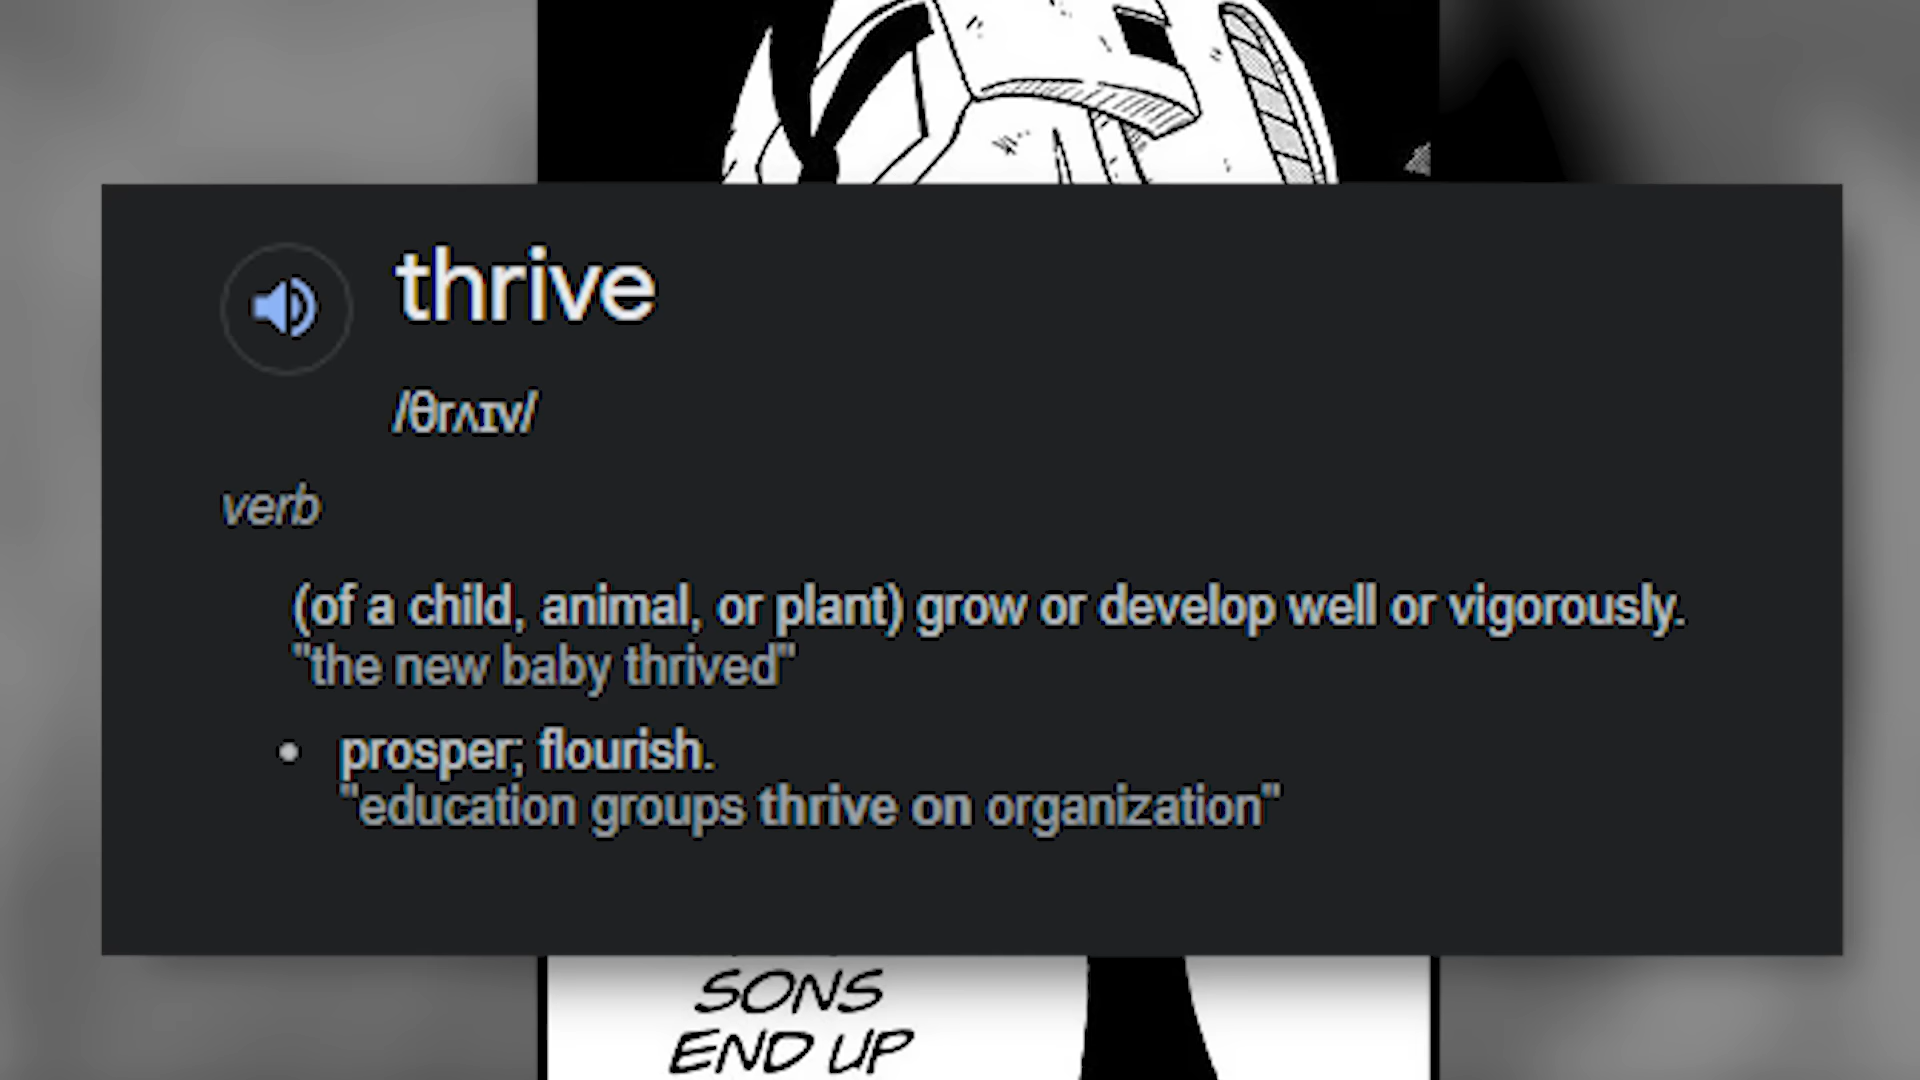 thrive
/θrʌɪv/
verb
(of a child, animal, or plant) grow or develop well or vigorously.
"the new baby thrived"
• prosper; flourish.
"education groups thrive on organization"
SONS
END UP